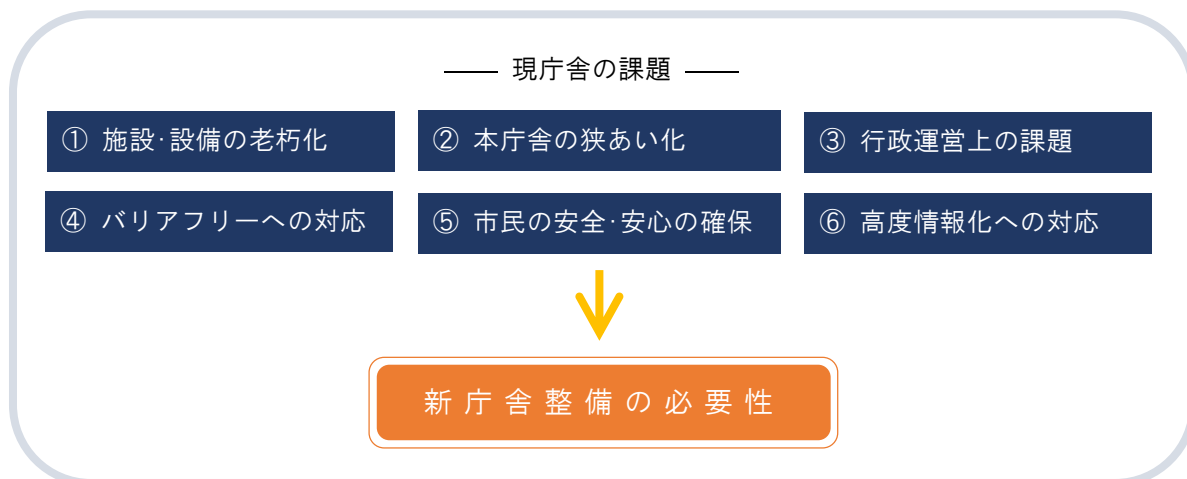 現庁舎の課題
① 施設・設備の老朽化
② 本庁舎の狭あい化
③ 行政運営上の課題
④ バリアフリーへの対応
⑤ 市民の安全・安心の確保
⑥ 高度情報化への対応
新庁舎整備の必要性